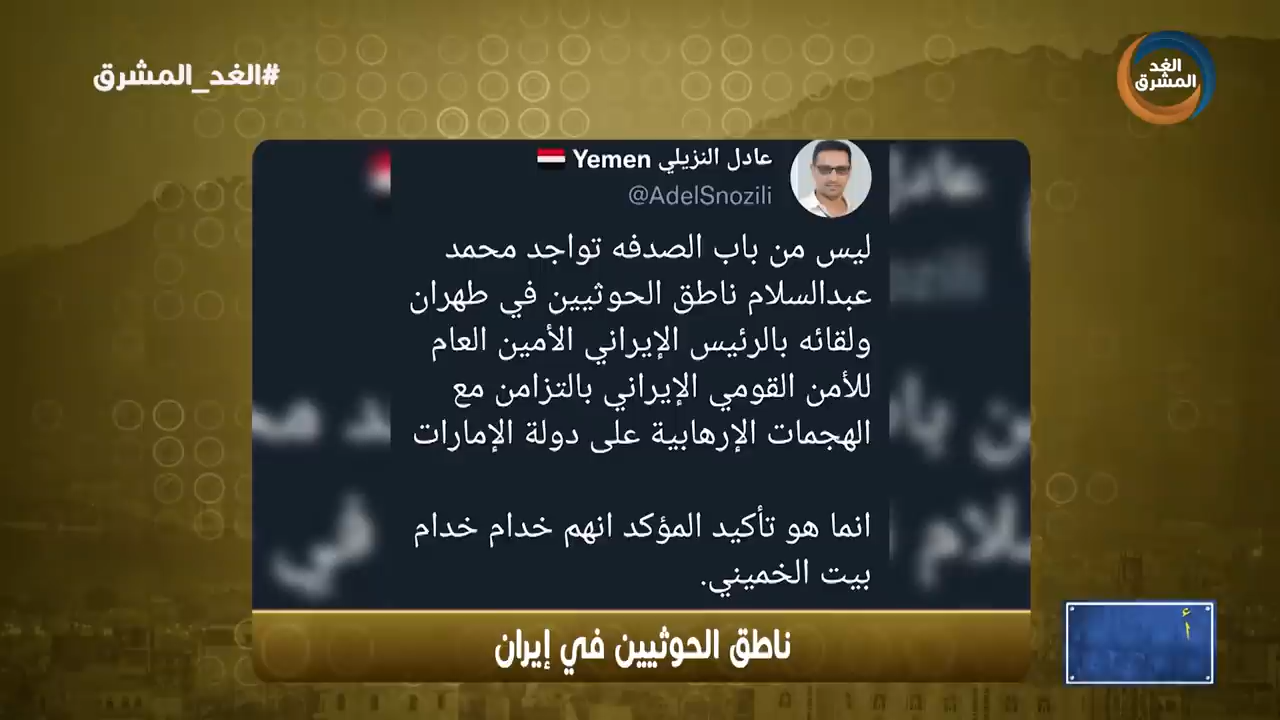 #الغد_المشرق
الغد
المشرق
عادل النزيلي Yemen
@AdelSnozili
ليس من باب الصدفه تواجد محمد
عبدالسلام ناطق الحوثيين في طهران
ولقائه بالرئيس الإيراني الأمين العام
للأمن القومي الإيراني بالتزامن مع
الهجمات الإرهابية على دولة الإمارات
انما هو تأكيد المؤكد انهم خدام خدام
بيت الخميني.
ناطق الحوثيين في إيران
أ